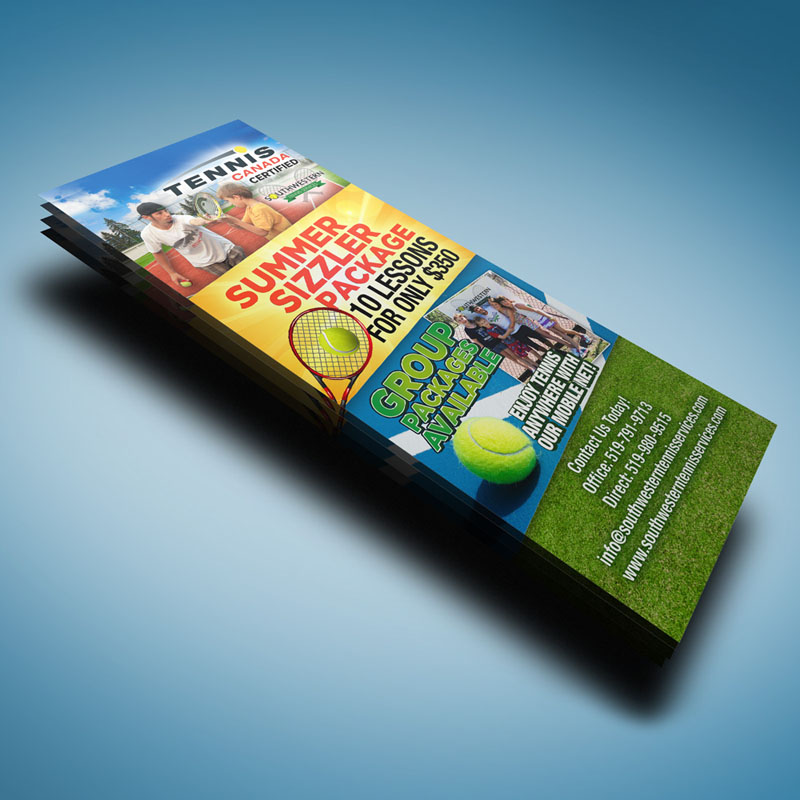 TENNIS
CANADA
CERTIFIED
SOUTHWESTERN
SUMMER
SIZZLER
PACKAGE
10 LESSONS
FOR ONLY $350
SOUTHWESTERN
GROUP
PACKAGES
AVAILABLE
ENJOY TENNIS
ANYWHERE WITH
OUR MOBILE NET!
Contact Us Today!
Office: 519-791-9713
Direct: 519-980-9515
info@southwesterntennisservices.com
www.southwesterntennisservices.com